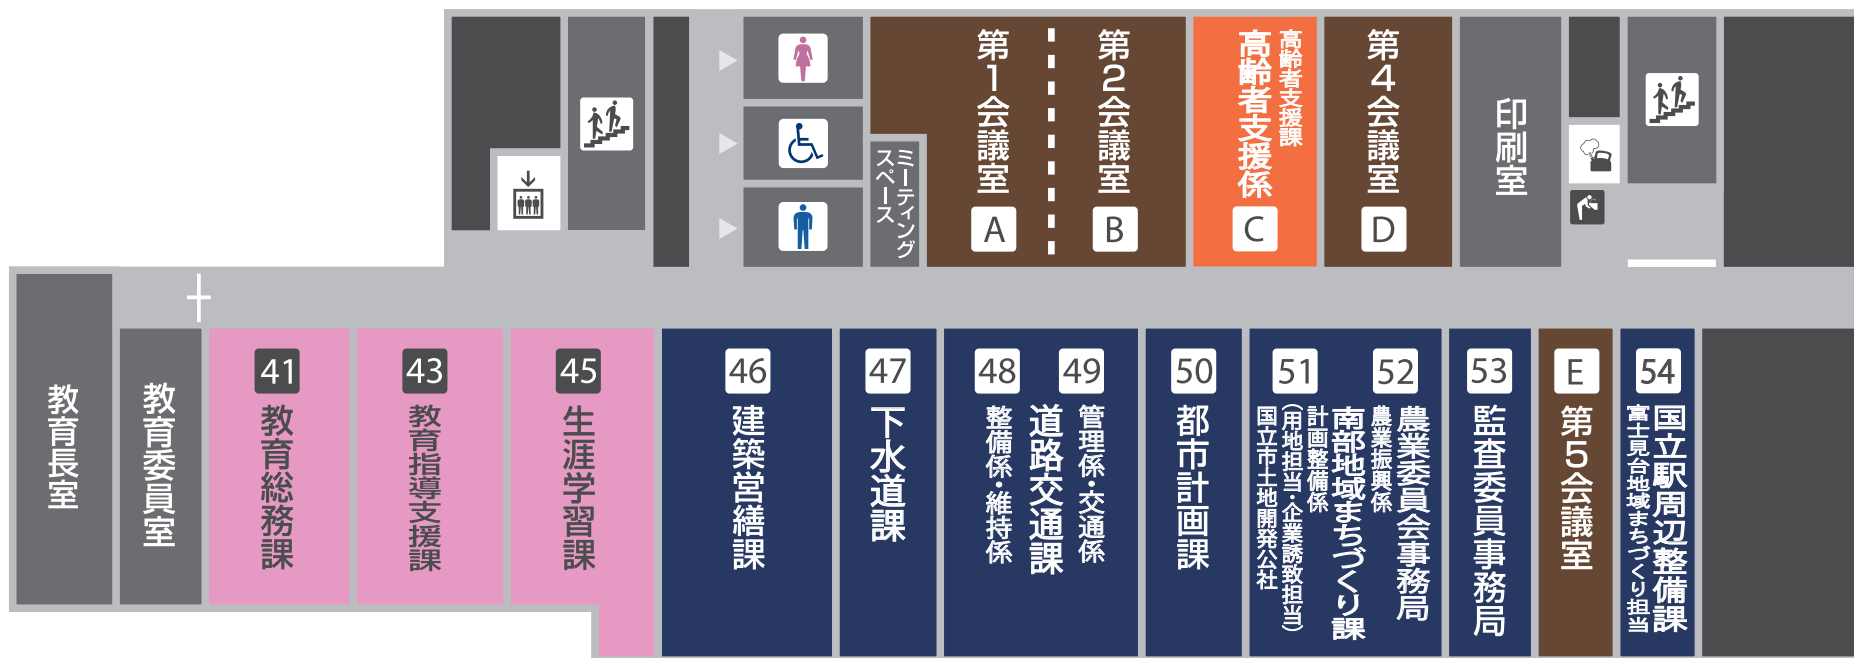 第1会議室
A
第2会議室
B
高齢者支援課
高齢者支援係
C
第4会議室
D
印刷室
ミーティング
スペース
教育長室
教育委員室
41
教育総務課
43
教育指導支援課
45
生涯学習課
46
建築営繕課
47
下水道課
48
49
管理係・交通係
道路交通課
整備係・維持係
50
都市計画課
51
52
農業委員会事務局
農業振興係
南部地域まちづくり課
計画整備係
(用地担当・企業誘致担当)
国立市土地開発公社
53
監査委員事務局
E
第5会議室
54
国立駅周辺整備課
富士見台地域まちづくり担当